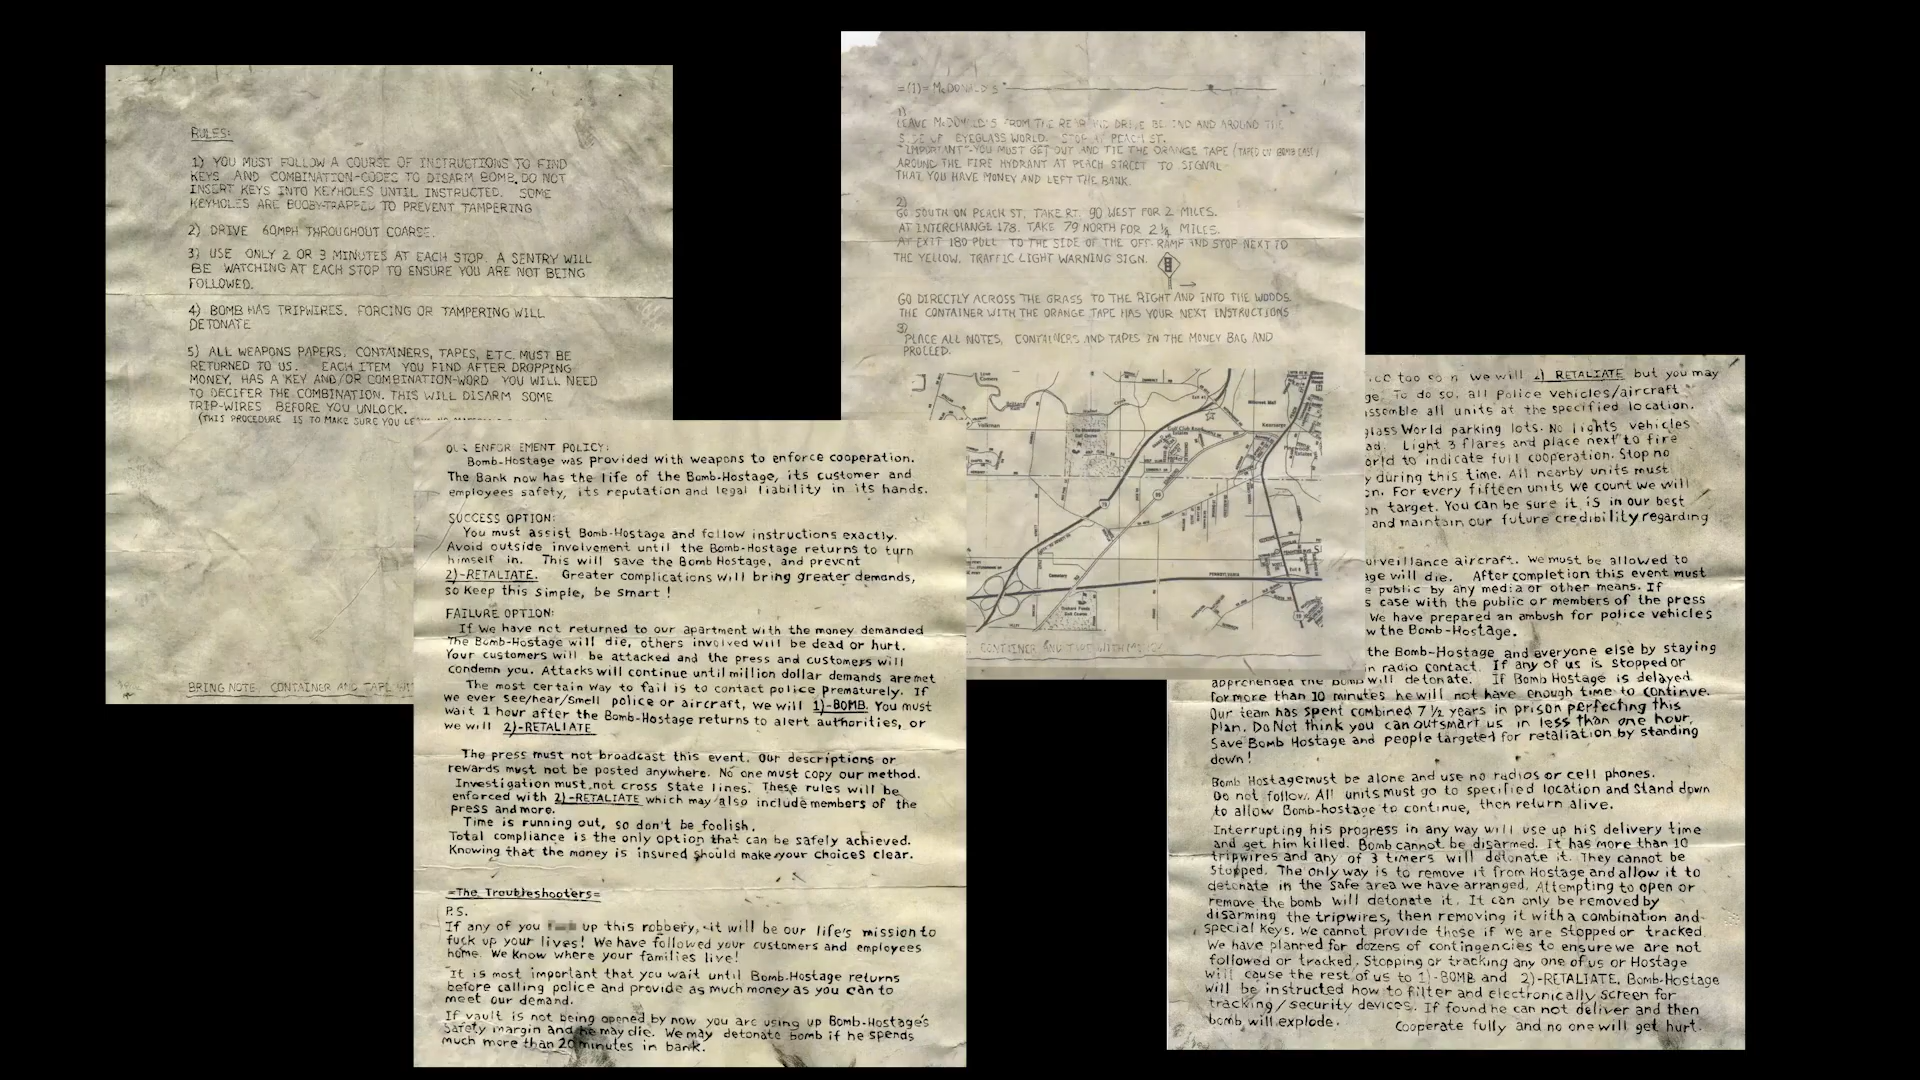 RULES:
1) YOU MUST FOLLOW A COURSE OF INSTRUCTIONS TO FIND
KEYS AND COMBINATION-CODES TO DISARM BOMB. DO NOT
INSERT KEYS INTO KEYHOLES UNTIL INSTRUCTED. SOME
KEYHOLES ARE BOOBY-TRAPPED TO PREVENT TAMPERING
2) DRIVE 60MPH THROUGHOUT COARSE.
3) USE ONLY 2 OR 3 MINUTES AT EACH STOP. A SENTRY WILL
BE WATCHING AT EACH STOP TO ENSURE YOU ARE NOT BEING
FOLLOWED.
4) BOMB HAS TRIPWIRES. FORCING OR TAMPERING WILL
DETONATE
5) ALL WEAPONS PAPERS, CONTAINERS, TAPES, ETC. MUST BE
RETURNED TO US. EACH ITEM YOU FIND AFTER DROPPING
MONEY, HAS A KEY AND/OR COMBINATION-WORD YOU WILL NEED
TO DECIFER THE COMBINATION. THIS WILL DISARM SOME
TRIP-WIRES BEFORE YOU UNLOCK.
(THIS PROCEDURE IS TO MAKE SURE YOU
BRING NOTE, CONTAINER AND TAPE
OUR ENFORCEMENT POLICY:
Bomb-Hostage was provided with weapons to enforce cooperation.
The Bank now has the life of the Bomb-Hostage, its customer and
employees safety, its reputation and legal liability in its hands.
SUCCESS OPTION:
You must assist Bomb-Hostage and follow instructions exactly.
Avoid outside involvement until the Bomb-Hostage returns to turn
himself in. This will save the Bomb Hostage, and prevent
2)-RETALIATE. Greater complications will bring greater demands,
so keep this simple, be smart!
FAILURE OPTION:
If we have not returned to our apartment with the money demanded
The Bomb-Hostage will die, others involved will be dead or hurt.
Your customers will be attacked and the press and customers will
condemn you. Attacks will continue until million dollar demands are met
The most certain way to fail is to contact police prematurely. If
we ever see/hear/smell police or aircraft, we will 1)-BOMB. You must
wait 1 hour after the Bomb-Hostage returns to alert authorities, or
we will 2)-RETALIATE
The press must not broadcast this event. Our descriptions or
rewards must not be posted anywhere. No one must copy our method.
Investigation must not cross State lines. These rules will be
enforced with 2)-RETALIATE which may also include members of the
press and more.
Time is running out, so don't be foolish.
Total compliance is the only option that can be safely achieved.
Knowing that the money is insured should make your choices clear.
=The Troubleshooters=
P.S.
If any of you up this robbery, it will be our life's mission to
fuck up your lives! We have followed your customers and employees
home. We know where your families live!
It is most important that you wait until Bomb-Hostage returns
before calling police and provide as much money as you can to
meet our demand.
If vault is not being opened by now you are using up Bomb-Hostage's
Safety margin and he may die. We may detonate bomb if he spends
much more than 20 minutes in bank.
=(1)= McDONALD'S
1)
LEAVE McDONALD'S FROM THE REAR AND DRIVE BEHIND AND AROUND THE
SIDE OF EYEGLASS WORLD. STOP AT PEACH ST.
*IMPORTANT-YOU MUST GET OUT AND TIE THE ORANGE TAPE (TAPED ON BOMB CASE)
AROUND THE FIRE HYDRANT AT PEACH STREET TO SIGNAL
THAT YOU HAVE MONEY AND LEFT THE BANK.
2)
GO SOUTH ON PEACH ST. TAKE RT. 90 WEST FOR 2 MILES.
AT INTERCHANGE 178. TAKE 79 NORTH FOR 2 1/4 MILES.
AT EXIT 180 PULL TO THE SIDE OF THE OFF-RAMP AND STOP NEXT TO
THE YELLOW, TRAFFIC LIGHT WARNING SIGN.
GO DIRECTLY ACROSS THE GRASS TO THE RIGHT AND INTO THE WOODS.
THE CONTAINER WITH THE ORANGE TAPE HAS YOUR NEXT INSTRUCTIONS
3)
PLACE ALL NOTES, CONTAINERS AND TAPES IN THE MONEY BAG AND
PROCEED.
Kearsarge
Cemetery
PENNSYLVANIA
CONTAINER AND TAPE WITH
too soon we will 2) RETALIATE but you may
To do so, all Police vehicles/aircraft
assemble all units at the specified location.
glass World parking lots. No lights vehicles
Light 3 flares and place next to fire
orld to indicate full cooperation. Stop no
during this time. All nearby units must
For every fifteen units we count we will
target. You can be sure it is in our best
and maintain our future credibility regarding
urveillance aircraft. We must be allowed to
age will die. After completion this event must
public by any media or other means. If
case with the public or members of the press
We have prepared an ambush for police vehicles
w the Bomb-Hostage.
the Bomb-Hostage and everyone else by staying
in radio contact. If any of us is stopped or
apprehended the bomb will detonate. If Bomb Hostage is delayed
for more than 10 minutes he will not have enough time to continue.
Our team has spent combined 7 1/2 years in prison perfecting this
plan. Do Not think you can outsmart us in less than one hour,
Save Bomb Hostage and people targeted for retaliation by standing
down!
Bomb Hostage must be alone and use no radios or cell phones.
Do not follow. All units must go to specified location and Stand down
to allow Bomb-hostage to continue, then return alive.
Interrupting his progress in any way will use up his delivery time
and get him killed. Bomb cannot be disarmed. It has more than 10
tripwires and any of 3 timers will detonate it. They cannot be
Stopped. The only way is to remove it from Hostage and allow it to
detonate in the safe area we have arranged. Attempting to open or
remove the bomb will detonate it. It can only be removed by
disarming the tripwires, then removing it with a combination and
special keys. We cannot provide these if we are stopped or tracked.
We have planned for dozens of contingencies to ensure we are not
followed or tracked. Stopping or tracking any one of us or Hostage
will cause the rest of us to 1)-BOMB and 2)-RETALIATE. Bomb-Hostage
will be instructed how to filter and electronically screen for
tracking/security devices. If found he can not deliver and then
bomb will explode. Cooperate fully and no one will get hurt.